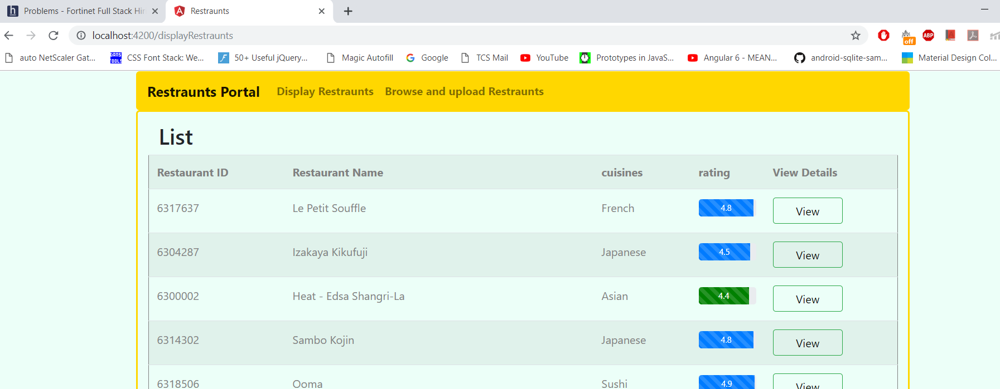 Problems - Fortinet Full Stack Hi
Restraunts
localhost:4200/displayRestraunts
off
ABP
auto NetScaler Gat...
CSS Font Stack: We...
50+ Useful jQuery...
Magic Autofill
Google
TCS Mail
YouTube
Prototypes in JavaS...
Angular 6 - MEAN...
android-sqlite-sam...
Material Design Col...
Restraunts Portal
Display Restraunts
Browse and upload Restraunts
List
Restaurant ID Restaurant Name cuisines rating View Details
6317637 Le Petit Souffle French 4.8 View
6304287 Izakaya Kikufuji Japanese 4.5 View
6300002 Heat - Edsa Shangri-La Asian 4.4 View
6314302 Sambo Kojin Japanese 4.8 View
6318506 Ooma Sushi 4.9 View